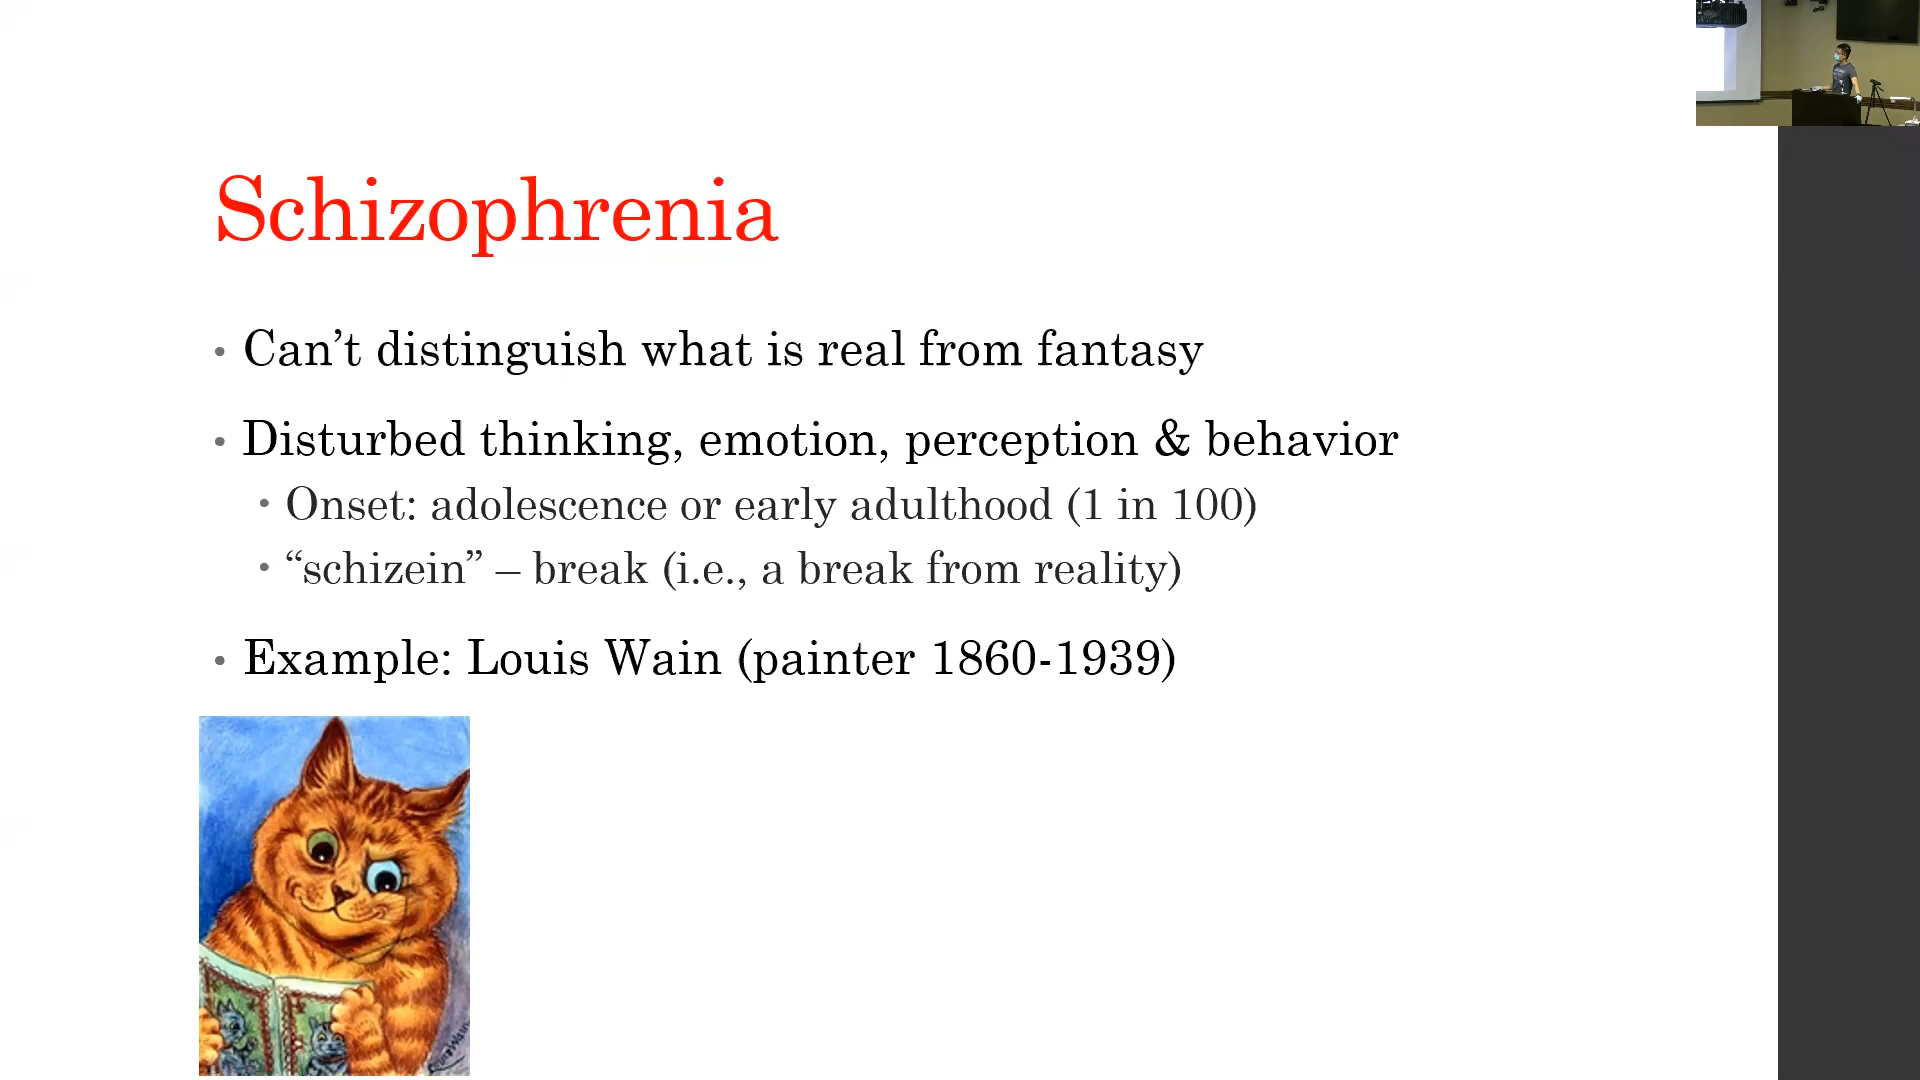 Schizophrenia
• Can’t distinguish what is real from fantasy
• Disturbed thinking, emotion, perception & behavior
• Onset: adolescence or early adulthood (1 in 100)
• “schizein” – break (i.e., a break from reality)
• Example: Louis Wain (painter 1860-1939)